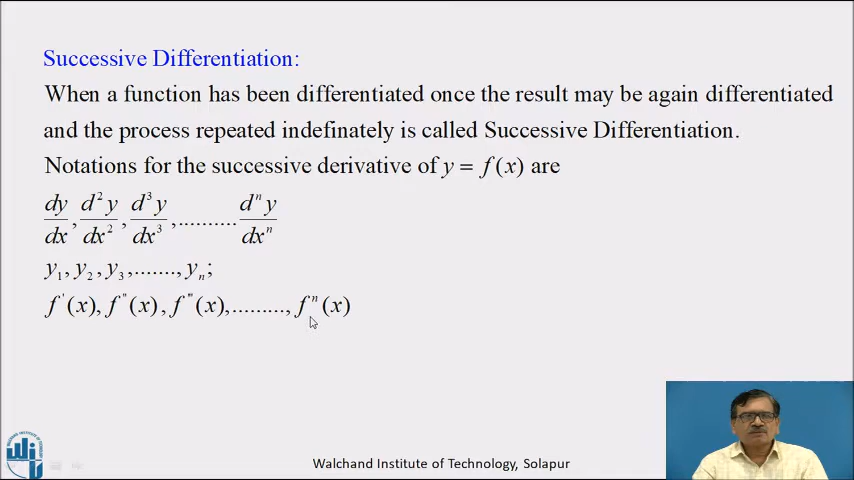 Successive Differentiation:
When a function has been differentiated once the result may be again differentiated
and the process repeated indefinately is called Successive Differentiation.
Notations for the successive derivative of y = f(x) are
dy/dx, d²y/dx², d³y/dx³, .......... dⁿy/dxⁿ
y₁, y₂, y₃, ......., yₙ;
f'(x), f''(x), f'''(x), ........., fⁿ(x)
Walchand Institute of Technology, Solapur